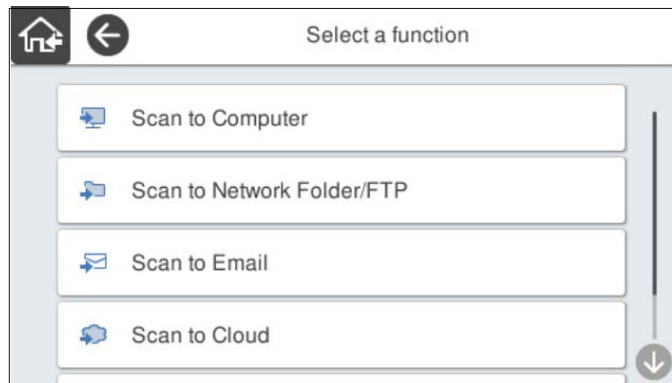 Select a function
Scan to Computer
Scan to Network Folder/FTP
Scan to Email
Scan to Cloud